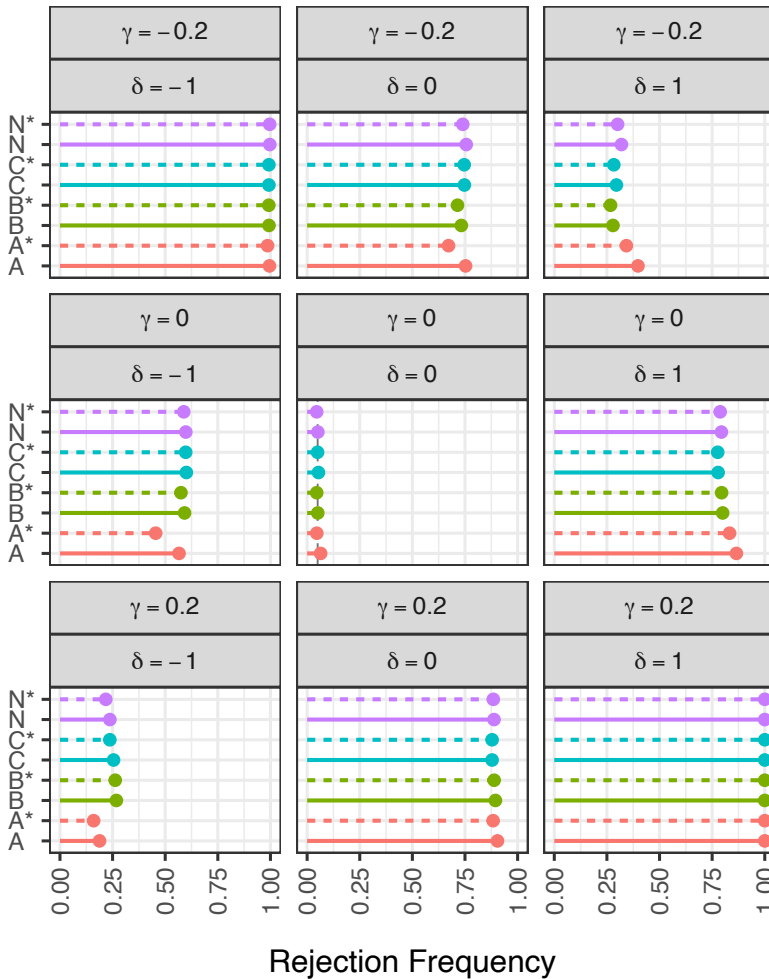 γ = −0.2 γ = −0.2 γ = −0.2
δ = −1 δ = 0 δ = 1
N*
N
C*
C
B*
B
A*
A
γ = 0 γ = 0 γ = 0
δ = −1 δ = 0 δ = 1
N*
N
C*
C
B*
B
A*
A
γ = 0.2 γ = 0.2 γ = 0.2
δ = −1 δ = 0 δ = 1
N*
N
C*
C
B*
B
A*
A
0.00 0.25 0.50 0.75 1.00 0.00 0.25 0.50 0.75 1.00 0.00 0.25 0.50 0.75 1.00
Rejection Frequency